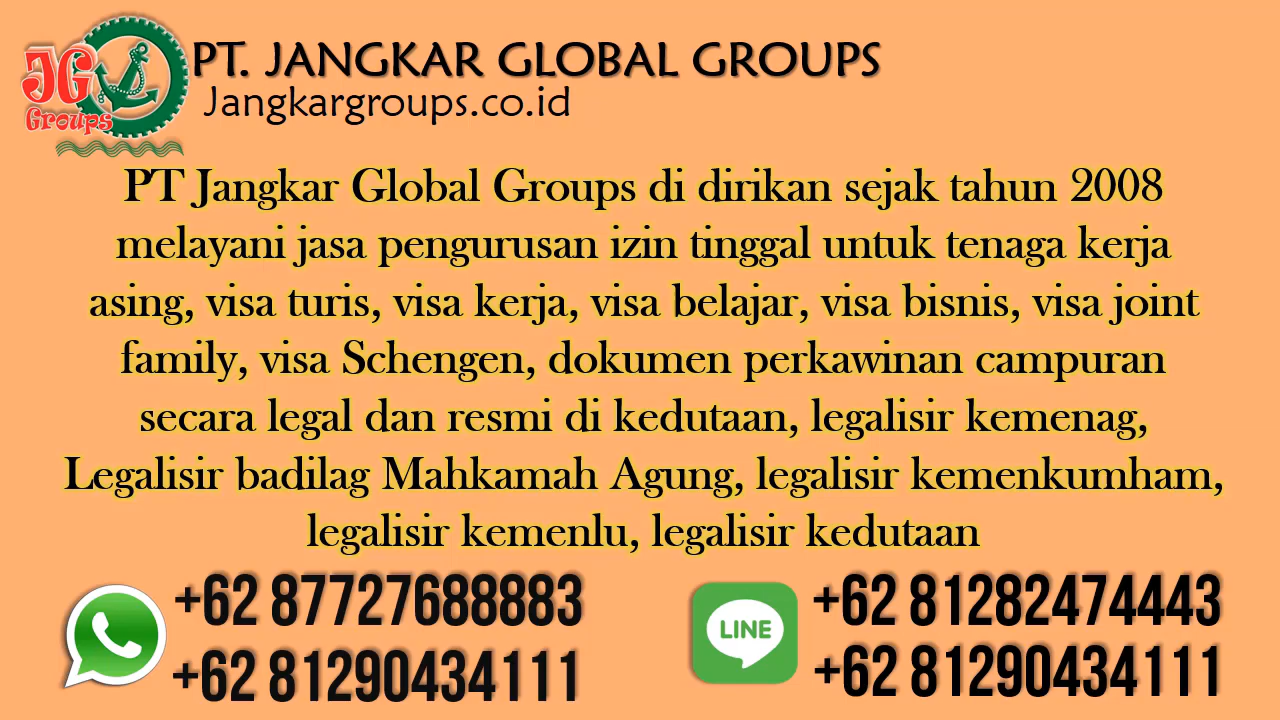 JG
Groups
PT. JANGKAR GLOBAL GROUPS
Jangkargroups.co.id
PT Jangkar Global Groups di dirikan sejak tahun 2008
melayani jasa pengurusan izin tinggal untuk tenaga kerja
asing, visa turis, visa kerja, visa belajar, visa bisnis, visa joint
family, visa Schengen, dokumen perkawinan campuran
secara legal dan resmi di kedutaan, legalisir kemenag,
Legalisir badilag Mahkamah Agung, legalisir kemenkumham,
legalisir kemenlu, legalisir kedutaan
+62 87727688883
+62 81290434111
LINE
+62 81282474443
+62 81290434111